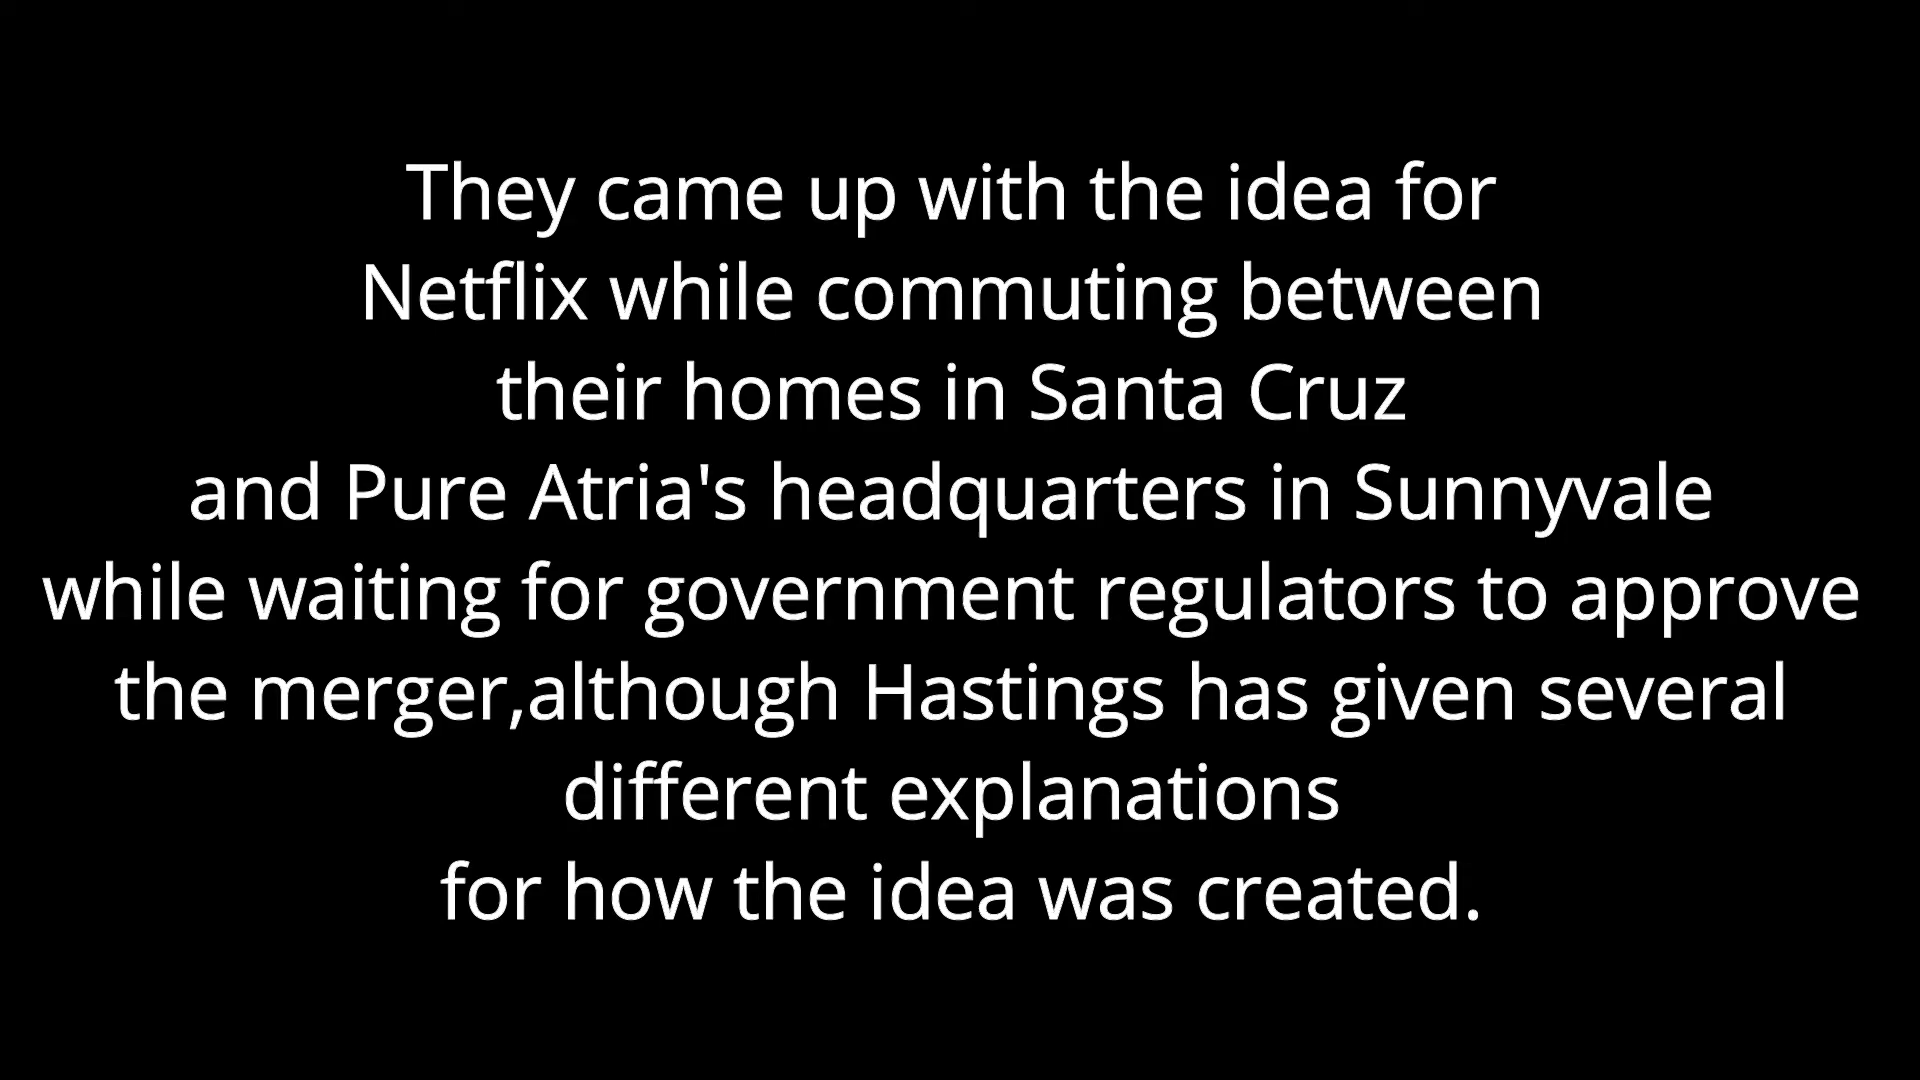 They came up with the idea for
Netflix while commuting between
their homes in Santa Cruz
and Pure Atria's headquarters in Sunnyvale
while waiting for government regulators to approve
the merger,although Hastings has given several
different explanations
for how the idea was created.